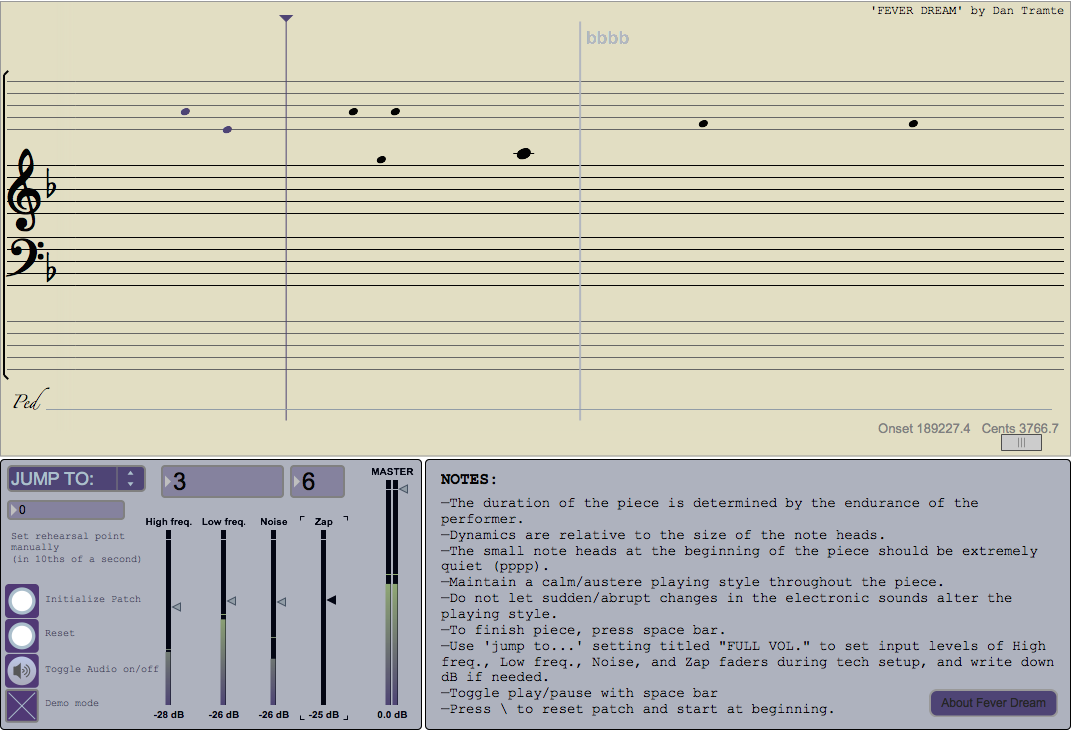 'FEVER DREAM' by Dan Tramte
bbbb
Ped
Onset 189227.4 Cents 3766.7
JUMP TO:
3
6
MASTER
0
High freq. Low freq. Noise Zap
Set rehearsal point
manually
(in 10ths of a second)
Initialize Patch
Reset
Toggle Audio on/off
Demo mode
-28 dB -26 dB -26 dB -25 dB 0.0 dB
NOTES:
—The duration of the piece is determined by the endurance of the
performer.
—Dynamics are relative to the size of the note heads.
—The small note heads at the beginning of the piece should be extremely
quiet (pppp).
—Maintain a calm/austere playing style throughout the piece.
—Do not let sudden/abrupt changes in the electronic sounds alter the
playing style.
—To finish piece, press space bar.
—Use 'jump to...' setting titled "FULL VOL." to set input levels of High
freq., Low freq., Noise, and Zap faders during tech setup, and write down
dB if needed.
—Toggle play/pause with space bar
—Press \ to reset patch and start at beginning.
About Fever Dream